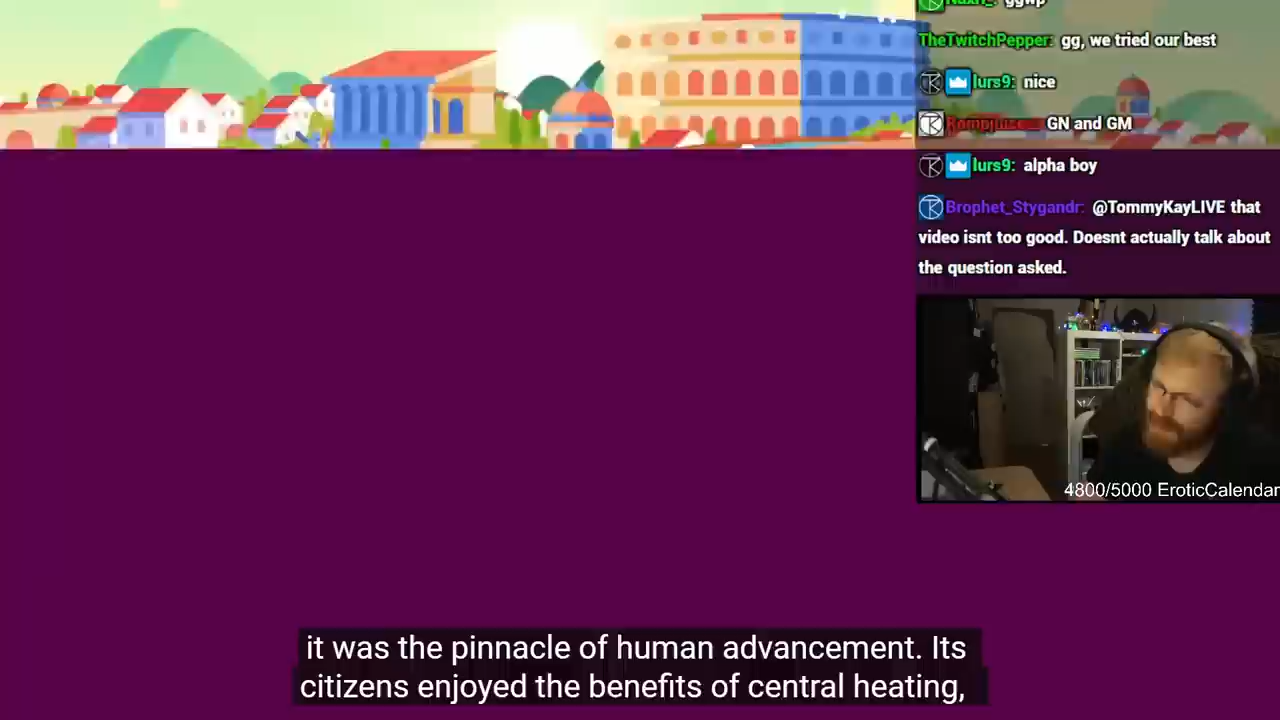 ggwp
TheTwitchPepper: gg, we tried our best
lurs9: nice
GN and GM
lurs9: alpha boy
Brophet_Stygandr: @TommyKayLIVE that
video isnt too good. Doesnt actually talk about
the question asked.
4800/5000 EroticCalendar
it was the pinnacle of human advancement. Its
citizens enjoyed the benefits of central heating,